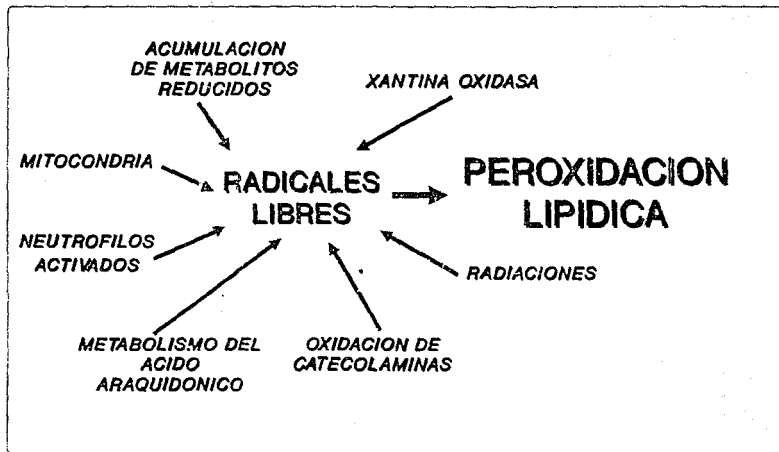 ACUMULACION
DE METABOLITOS
REDUCIDOS
XANTINA OXIDASA
MITOCONDRIA
RADICALES
LIBRES
PEROXIDACION
LIPIDICA
NEUTROFILOS
ACTIVADOS
RADIACIONES
METABOLISMO DEL
ACIDO
ARAQUIDONICO
OXIDACION DE
CATECOLAMINAS